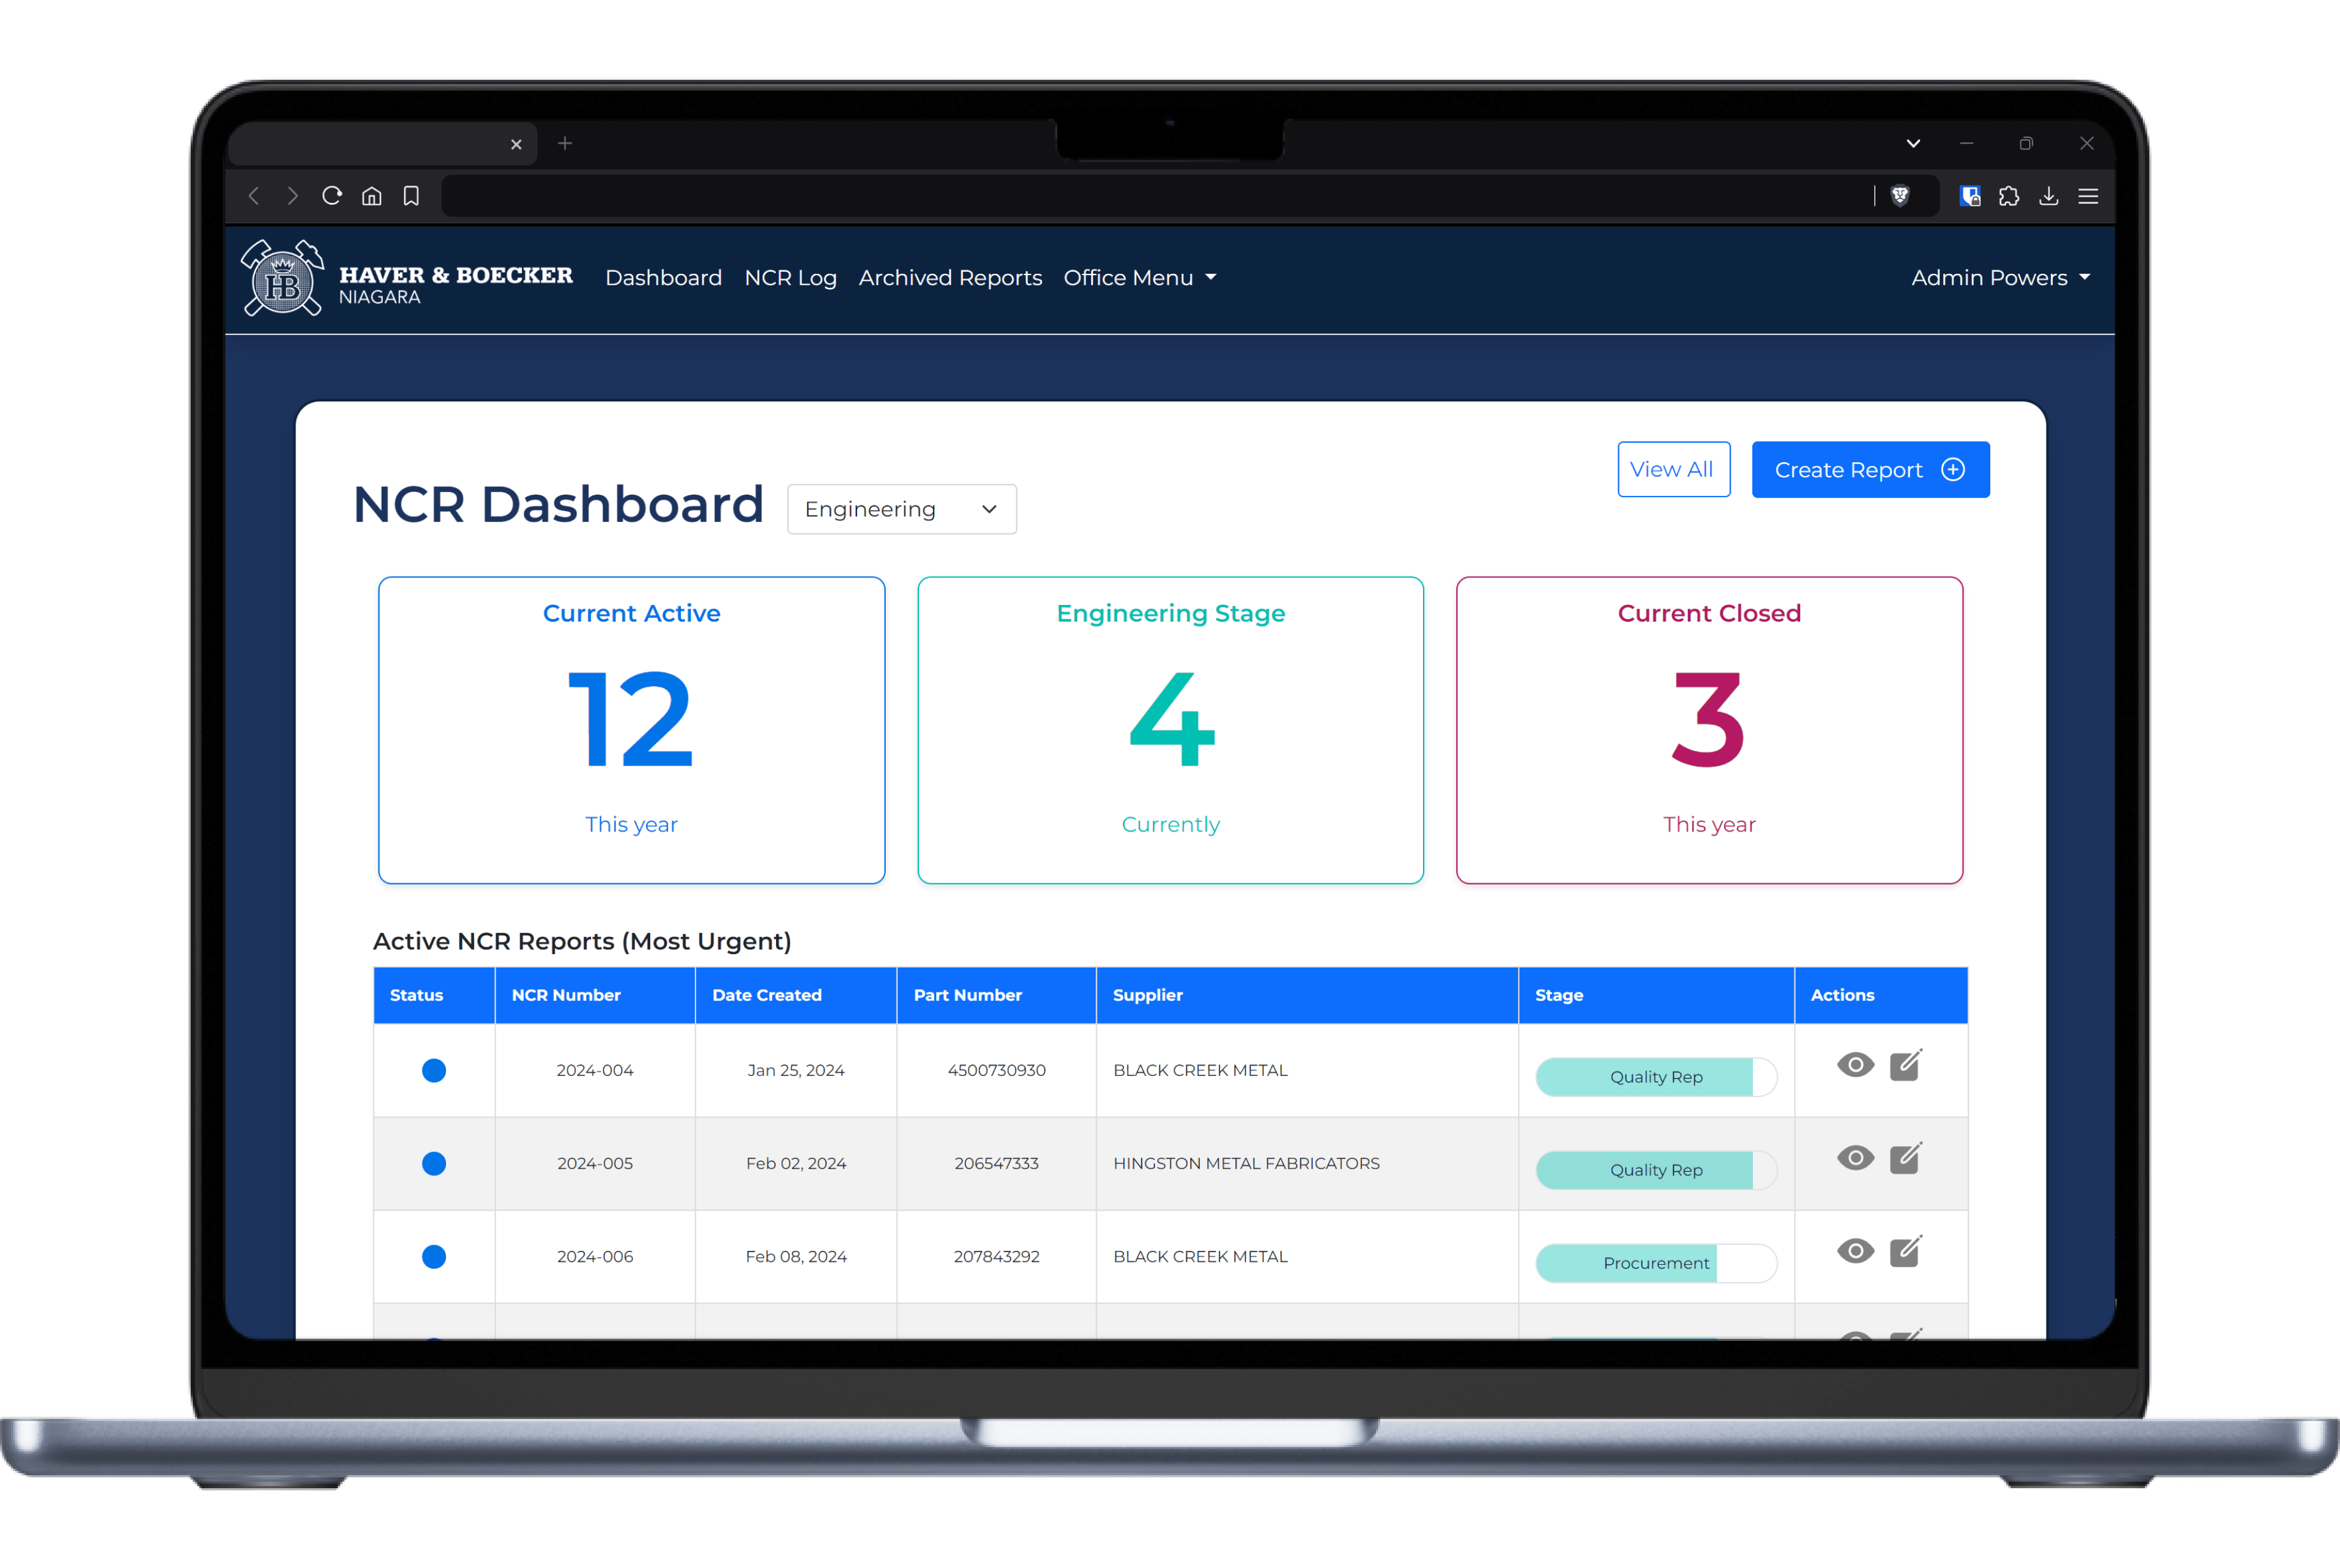 HAVER & BOECKER
NIAGARA
Dashboard NCR Log Archived Reports Office Menu
Admin Powers
View All
Create Report
NCR Dashboard
Engineering
Current Active
12
This year
Engineering Stage
4
Currently
Current Closed
3
This year
Active NCR Reports (Most Urgent)
Status NCR Number Date Created Part Number Supplier Stage Actions
2024-004 Jan 25, 2024 4500730930 BLACK CREEK METAL Quality Rep
2024-005 Feb 02, 2024 206547333 HINGSTON METAL FABRICATORS Quality Rep
2024-006 Feb 08, 2024 207843292 BLACK CREEK METAL Procurement